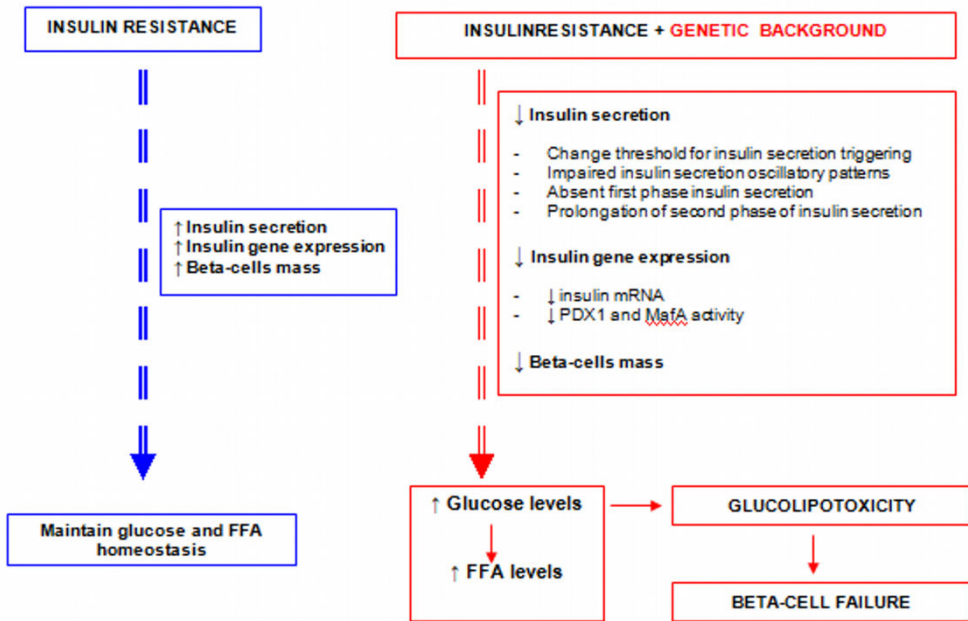 INSULIN RESISTANCE
↑ Insulin secretion
↑ Insulin gene expression
↑ Beta-cells mass
Maintain glucose and FFA
homeostasis
INSULINRESISTANCE + GENETIC BACKGROUND
↓ Insulin secretion
- Change threshold for insulin secretion triggering
- Impaired insulin secretion oscillatory patterns
- Absent first phase insulin secretion
- Prolongation of second phase of insulin secretion
↓ Insulin gene expression
- ↓ insulin mRNA
- ↓ PDX1 and MafA activity
↓ Beta-cells mass
↑ Glucose levels
↑ FFA levels
GLUCOLIPOTOXICITY
BETA-CELL FAILURE